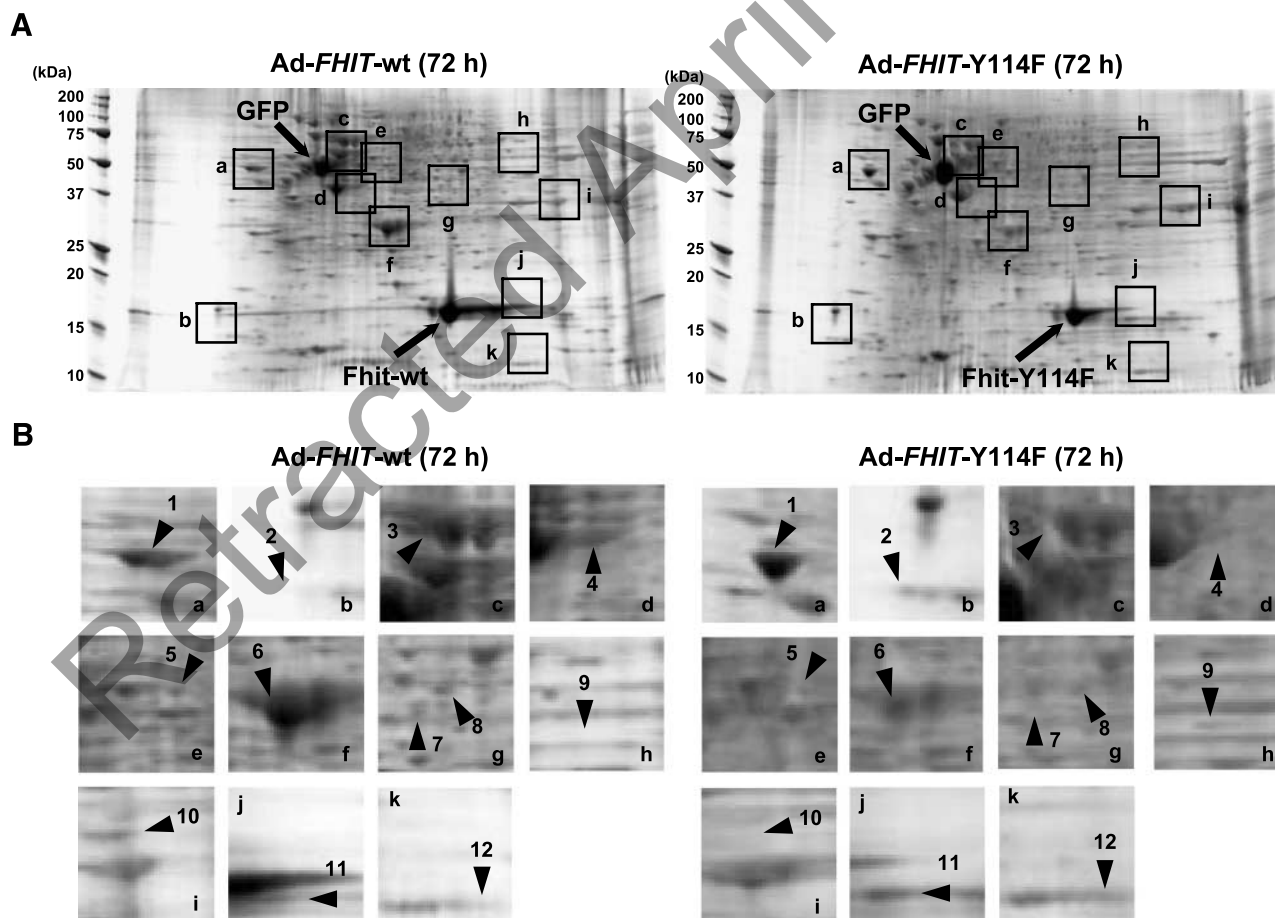 A
Ad-FHIT-wt (72 h)
Ad-FHIT-Y114F (72 h)
(kDa)
200
100
75
50
37
25
20
15
10
GFP
a
b
c
d
e
f
g
h
i
j
k
Fhit-wt
(kDa)
200
100
75
50
37
25
20
15
10
GFP
a
b
c
d
e
f
g
h
i
j
k
Fhit-Y114F
Retracted April
B
Ad-FHIT-wt (72 h)
Ad-FHIT-Y114F (72 h)
1
a
2
b
3
c
4
d
1
a
2
b
3
c
4
d
5
e
6
f
7
8
g
9
h
5
e
6
f
7
8
g
9
h
10
i
j
11
k
12
10
i
j
11
k
12